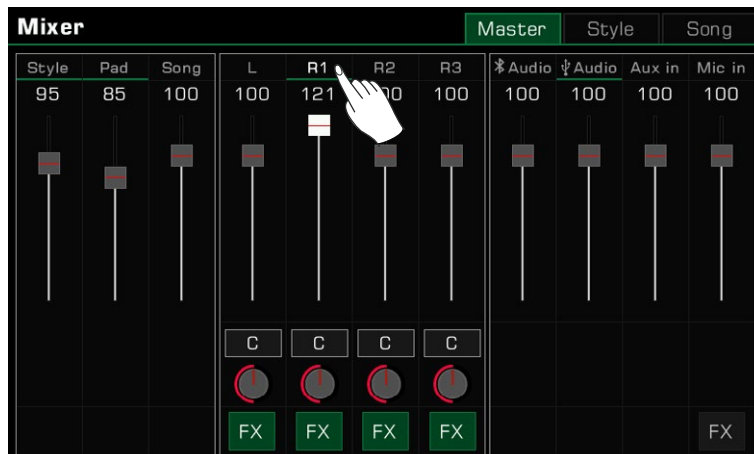 Mixer Master Style Song
Style Pad Song L R1 R2 R3 Audio Audio Aux in Mic in
95 85 100 100 121 100 100 100 100 100
C C C C
FX FX FX FX FX